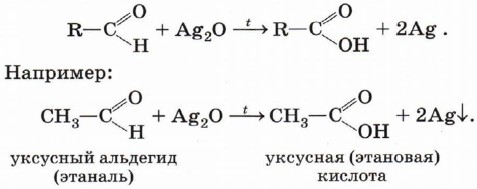 R—C(=O)H + Ag₂O —t→ R—C(=O)OH + 2Ag .
Например:
CH₃—C(=O)H + Ag₂O —t→ CH₃—C(=O)OH + 2Ag↓.
уксусный альдегид уксусная (этановая)
(этаналь) кислота